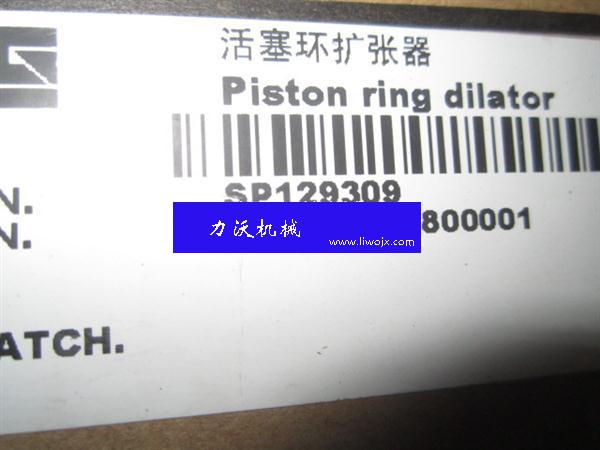 活塞环扩张器
Piston ring dilator
N.
SP129309
N.
800001
力沃机械
www.liwojx.com
ATCH.